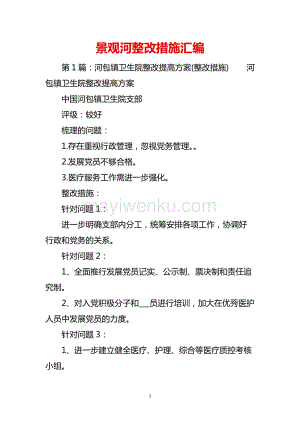 景观河整改措施汇编
第1篇：河包镇卫生院整改提高方案(整改措施) 河
包镇卫生院整改提高方案
中国河包镇卫生院支部
评级：较好
梳理的问题：
1.存在重视行政管理，忽视党务管理。。
2.发展党员不够合格。
3.医疗服务工作需进一步强化。
整改措施：
针对问题1：
进一步明确支部内分工，统筹安排各项工作，协调好
行政和党务的关系。
针对问题2：
1、全面推行发展党员记实、公示制、票决制和责任追
究制。
2、对入党积极分子和___员进行培训，加大在优秀医护
人员中发展党员的力度。
针对问题3：
1、进一步建立健全医疗、护理、综合等医疗质控考核
小组。
1